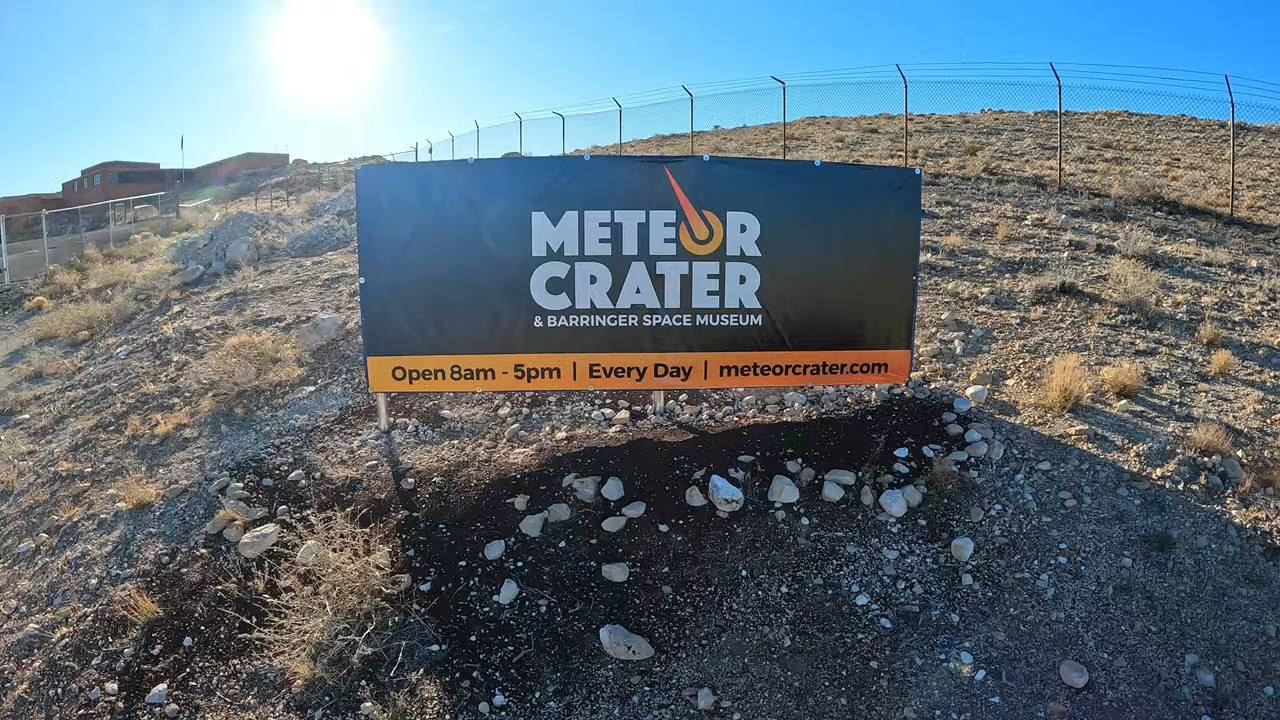 METEOR
CRATER
& BARRINGER SPACE MUSEUM
Open 8am - 5pm | Every Day | meteorcrater.com